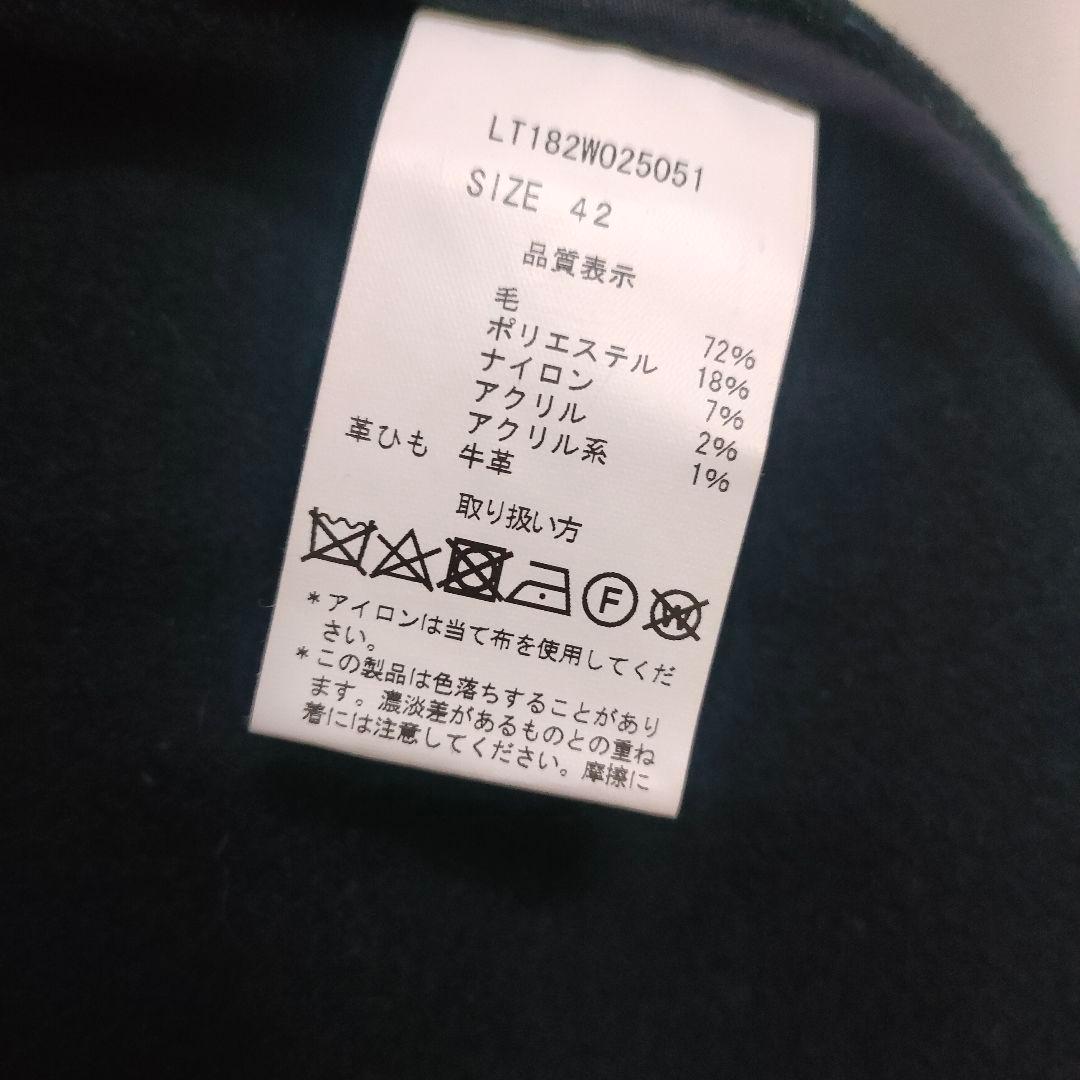 LT182W025051
SIZE 42
品質表示
毛 72%
ポリエステル 18%
ナイロン 7%
アクリル 2%
アクリル系 1%
革ひも 牛革
取り扱い方
F
W
*アイロンは当て布を使用してくだ
さい。
*この製品は色落ちすることがあり
ます。濃淡差があるものとの重ね
着には注意してください。摩擦に